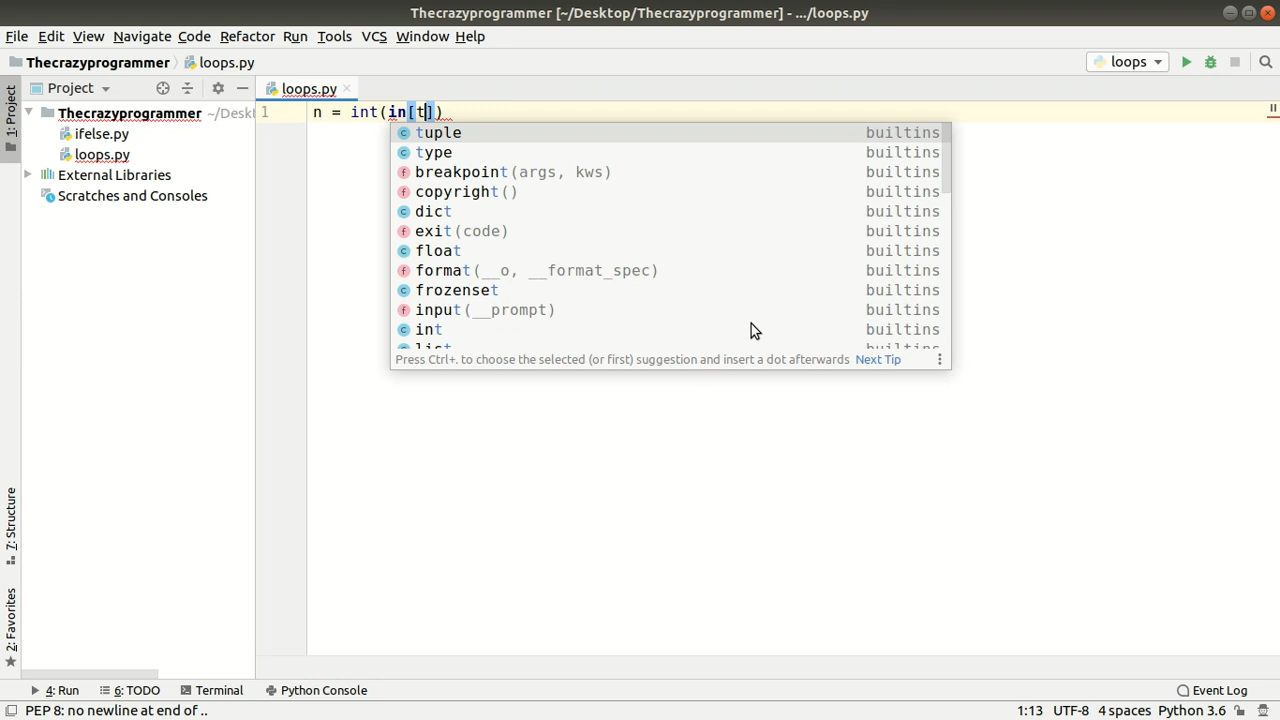 Thecrazyprogrammer [~/Desktop/Thecrazyprogrammer] - .../loops.py
File Edit View Navigate Code Refactor Run Tools VCS Window Help
Thecrazyprogrammer loops.py loops
1: Project
Project
loops.py
Thecrazyprogrammer ~/Deskt
ifelse.py
loops.py
External Libraries
Scratches and Consoles
1 n = int(in[t])
tuple builtins
type builtins
breakpoint(args, kws) builtins
copyright() builtins
dict builtins
exit(code) builtins
float builtins
format(__o, __format_spec) builtins
frozenset builtins
input(__prompt) builtins
int builtins
list builtins
Press Ctrl+. to choose the selected (or first) suggestion and insert a dot afterwards Next Tip
7: Structure
2: Favorites
4: Run 6: TODO Terminal Python Console Event Log
PEP 8: no newline at end of .. 1:13 UTF-8 4 spaces Python 3.6